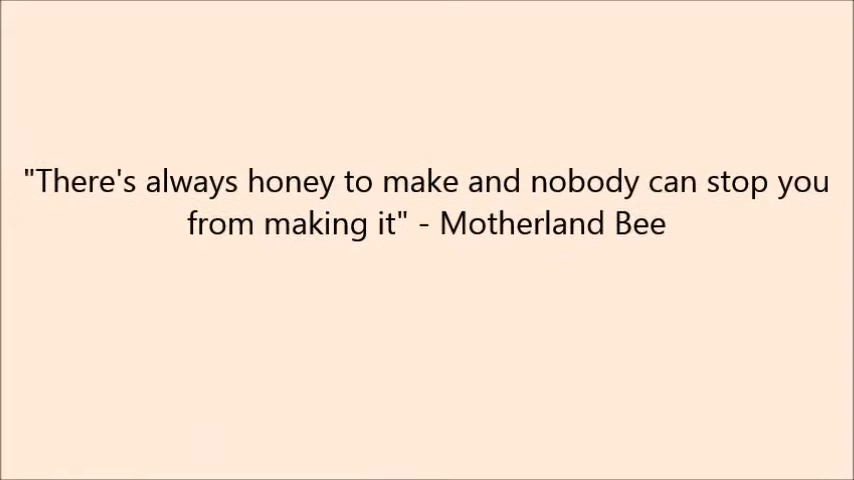 "There's always honey to make and nobody can stop you
from making it" - Motherland Bee